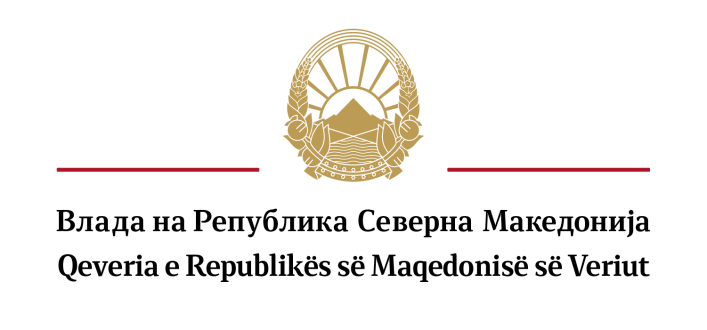 Влада на Република Северна Македонија
Qeveria e Republikës së Maqedonisë së Veriut